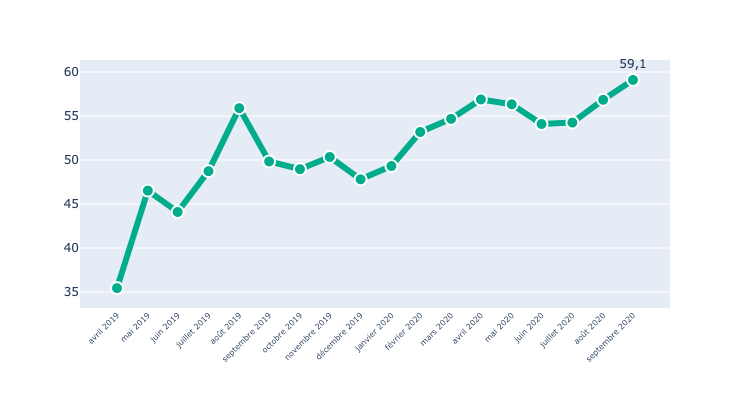 59,1
60
55
50
45
40
35
avril 2019
mai 2019
juin 2019
juillet 2019
août 2019
septembre 2019
octobre 2019
novembre 2019
décembre 2019
janvier 2020
février 2020
mars 2020
avril 2020
mai 2020
juin 2020
juillet 2020
août 2020
septembre 2020